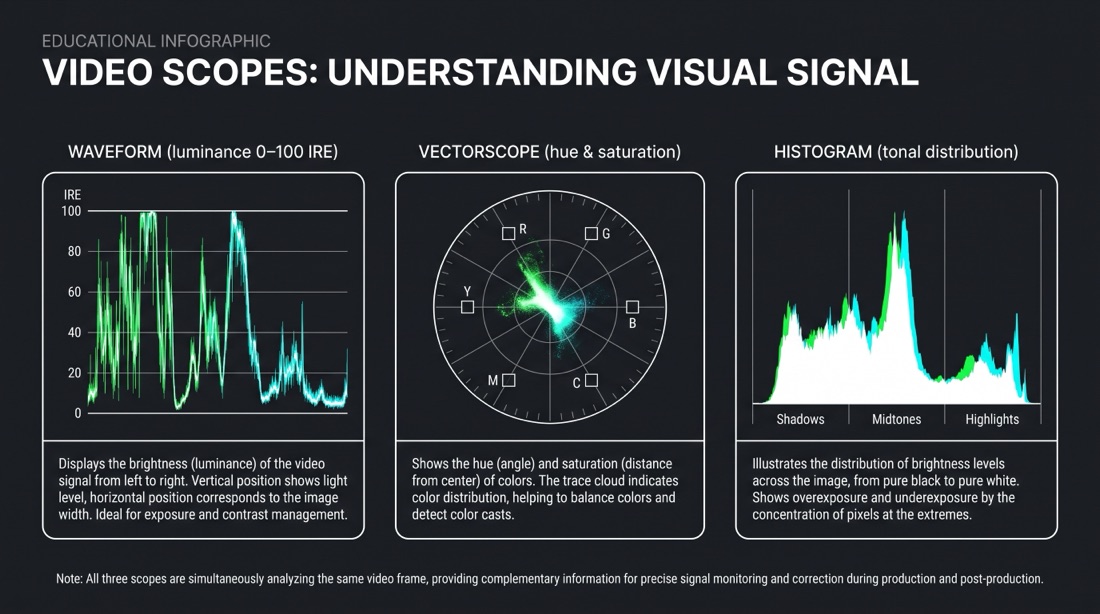 EDUCATIONAL INFOGRAPHIC
VIDEO SCOPES: UNDERSTANDING VISUAL SIGNAL
WAVEFORM (luminance 0–100 IRE)
IRE
100
80
60
40
20
0
Displays the brightness (luminance) of the video
signal from left to right. Vertical position shows light
level, horizontal position corresponds to the image
width. Ideal for exposure and contrast management.
VECTORSCOPE (hue & saturation)
R
G
Y
B
M
C
Shows the hue (angle) and saturation (distance
from center) of colors. The trace cloud indicates
color distribution, helping to balance colors and
detect color casts.
HISTOGRAM (tonal distribution)
Shadows
Midtones
Highlights
Illustrates the distribution of brightness levels
across the image, from pure black to pure white.
Shows overexposure and underexposure by the
concentration of pixels at the extremes.
Note: All three scopes are simultaneously analyzing the same video frame, providing complementary information for precise signal monitoring and correction during production and post-production.